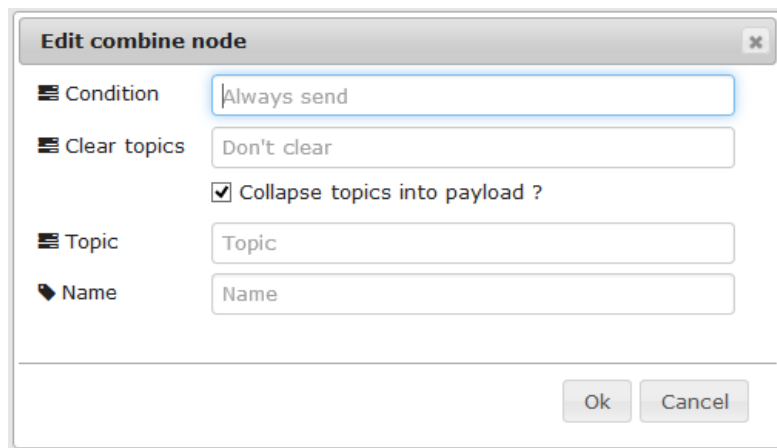 Edit combine node
Condition
Always send
Clear topics
Don't clear
Collapse topics into payload ?
Topic
Topic
Name
Name
Ok
Cancel